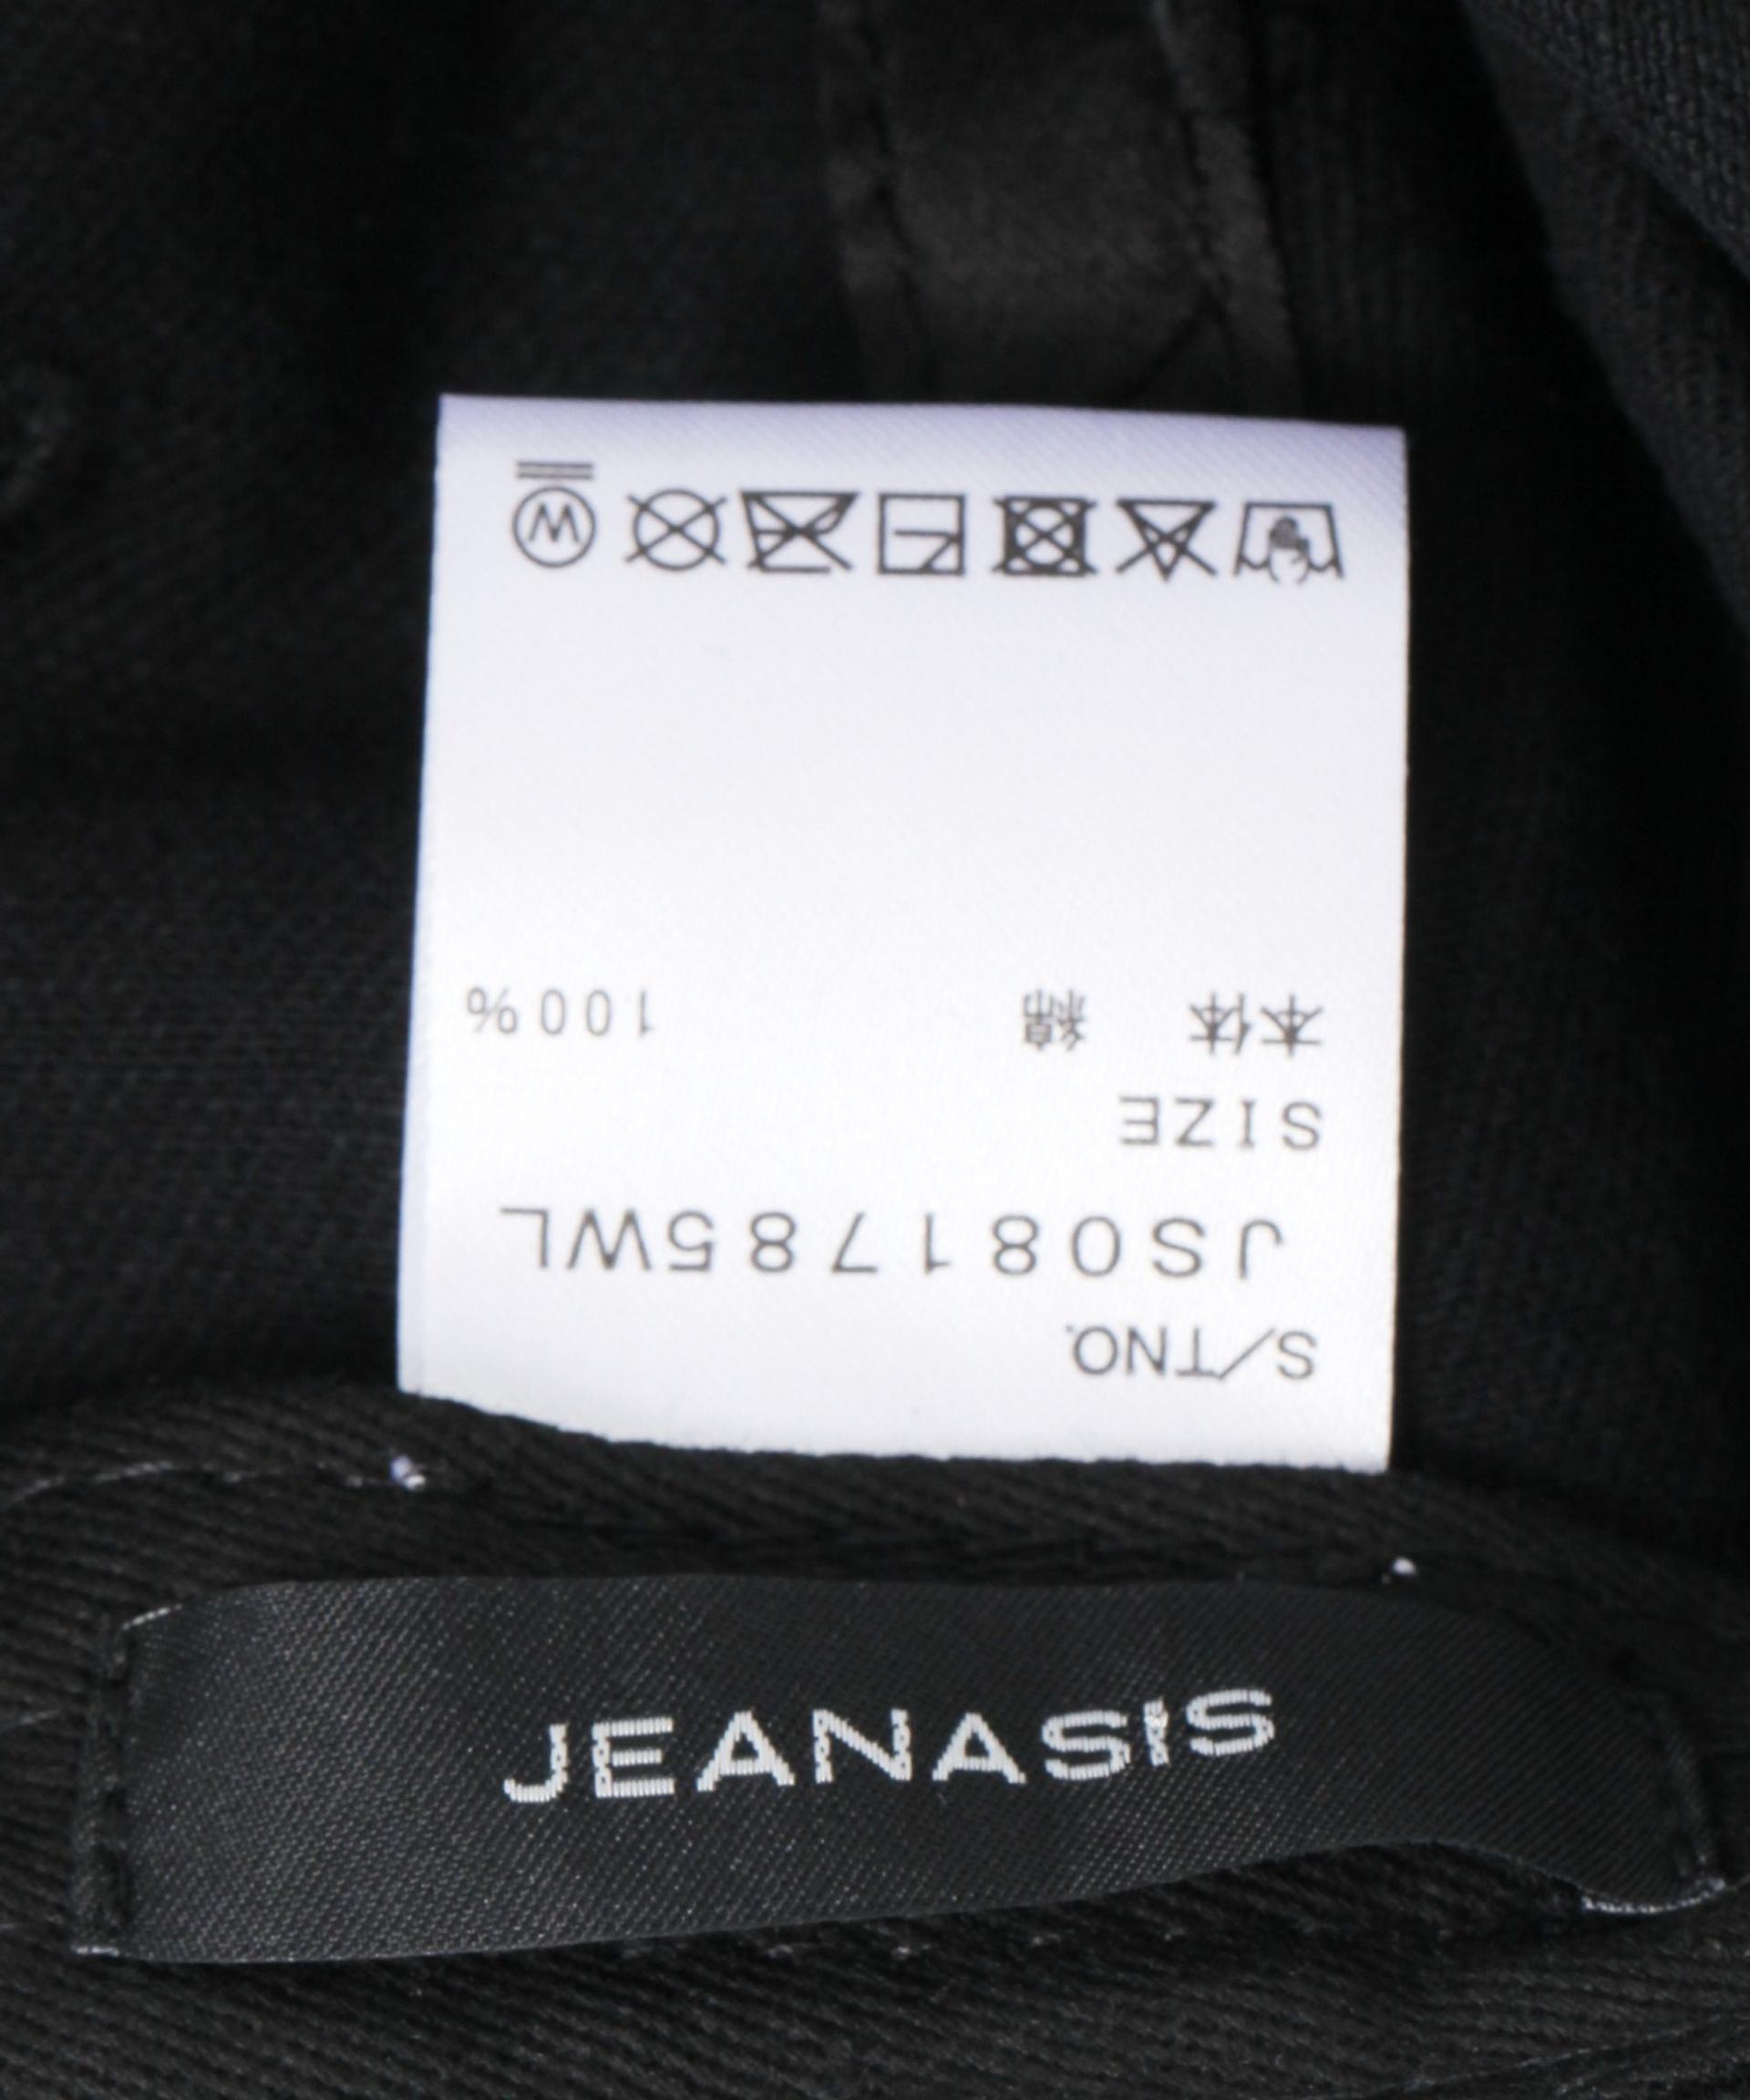 S/TNO.
JS081785WL
SIZE
本体 綿 100%
W
JEANASIS